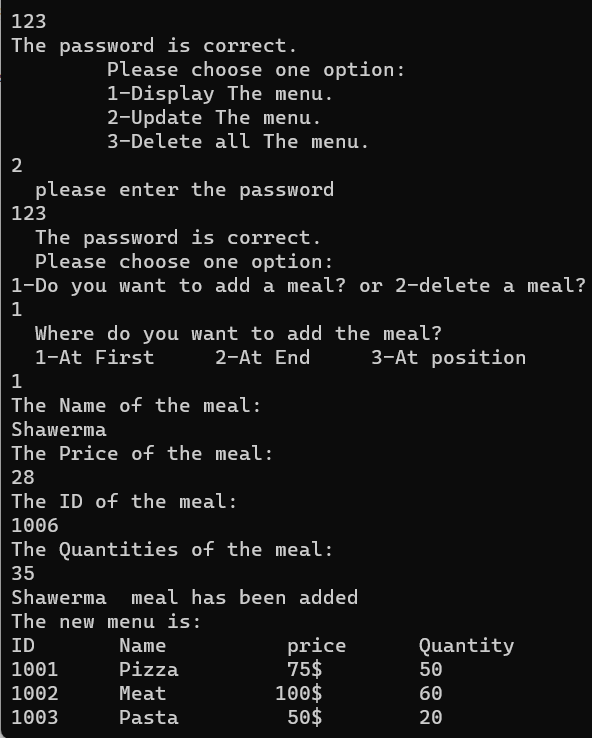 123
The password is correct.
Please choose one option:
1-Display The menu.
2-Update The menu.
3-Delete all The menu.
2
please enter the password
123
The password is correct.
Please choose one option:
1-Do you want to add a meal? or 2-delete a meal?
1
Where do you want to add the meal?
1-At First 2-At End 3-At position
1
The Name of the meal:
Shawerma
The Price of the meal:
28
The ID of the meal:
1006
The Quantities of the meal:
35
Shawerma meal has been added
The new menu is:
ID Name price Quantity
1001 Pizza 75$ 50
1002 Meat 100$ 60
1003 Pasta 50$ 20